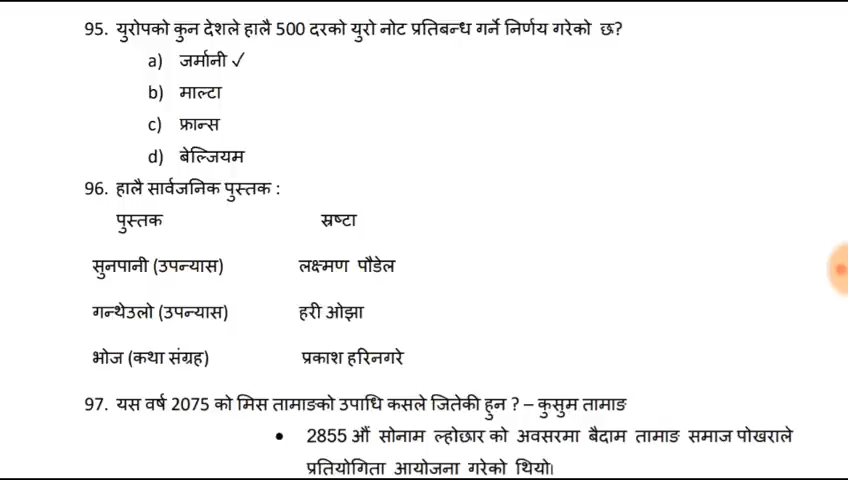 95. युरोपको कुन देशले हालै 500 दरको युरो नोट प्रतिबन्ध गर्ने निर्णय गरेको छ?
a) जर्मानी ✓
b) माल्टा
c) फ्रान्स
d) बेल्जियम
96. हालै सार्वजनिक पुस्तक :
पुस्तक स्रष्टा
सुनपानी (उपन्यास) लक्ष्मण पौडेल
गन्थेउलो (उपन्यास) हरी ओझा
भोज (कथा संग्रह) प्रकाश हरिनगरे
97. यस वर्ष 2075 को मिस तामाङको उपाधि कसले जितेकी हुन ? – कुसुम तामाङ
• 2855 औं सोनाम ल्होछार को अवसरमा बैदाम तामाङ समाज पोखराले
प्रतियोगिता आयोजना गरेको थियो।